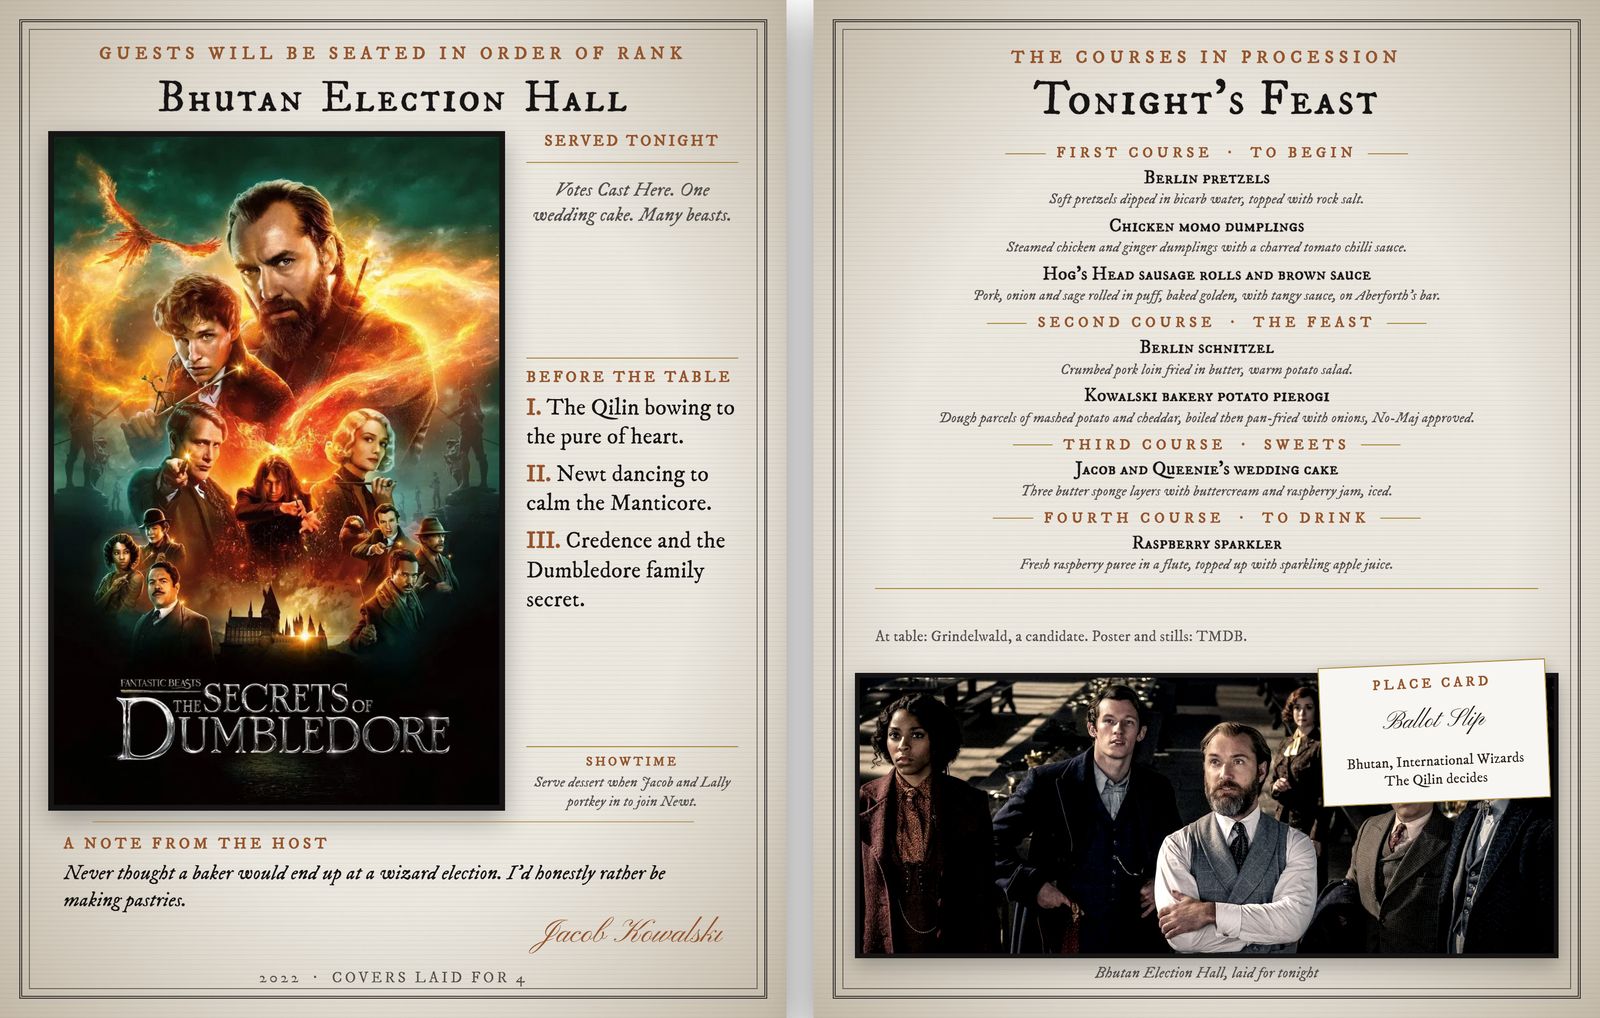 GUESTS WILL BE SEATED IN ORDER OF RANK
Bhutan Election Hall
SERVED TONIGHT
Votes Cast Here. One
wedding cake. Many beasts.
BEFORE THE TABLE
I. The Qilin bowing to
the pure of heart.
II. Newt dancing to
calm the Manticore.
III. Credence and the
Dumbledore family
secret.
FANTASTIC BEASTS
THE SECRETS OF
DUMBLEDORE
SHOWTIME
Serve dessert when Jacob and Lally
portkey in to join Newt.
A NOTE FROM THE HOST
Never thought a baker would end up at a wizard election. I'd honestly rather be
making pastries.
Jacob Kowalski
2022 · COVERS LAID FOR 4
THE COURSES IN PROCESSION
Tonight's Feast
FIRST COURSE · TO BEGIN
Berlin pretzels
Soft pretzels dipped in bicarb water, topped with rock salt.
Chicken momo dumplings
Steamed chicken and ginger dumplings with a charred tomato chilli sauce.
Hog's Head sausage rolls and brown sauce
Pork, onion and sage rolled in puff, baked golden, with tangy sauce, on Aberforth's bar.
SECOND COURSE · THE FEAST
Berlin schnitzel
Crumbed pork loin fried in butter, warm potato salad.
Kowalski bakery potato pierogi
Dough parcels of mashed potato and cheddar, boiled then pan-fried with onions, No-Maj approved.
THIRD COURSE · SWEETS
Jacob and Queenie's wedding cake
Three butter sponge layers with buttercream and raspberry jam, iced.
FOURTH COURSE · TO DRINK
Raspberry sparkler
Fresh raspberry puree in a flute, topped up with sparkling apple juice.
At table: Grindelwald, a candidate. Poster and stills: TMDB.
PLACE CARD
Ballot Slip
Bhutan, International Wizards
The Qilin decides
Bhutan Election Hall, laid for tonight